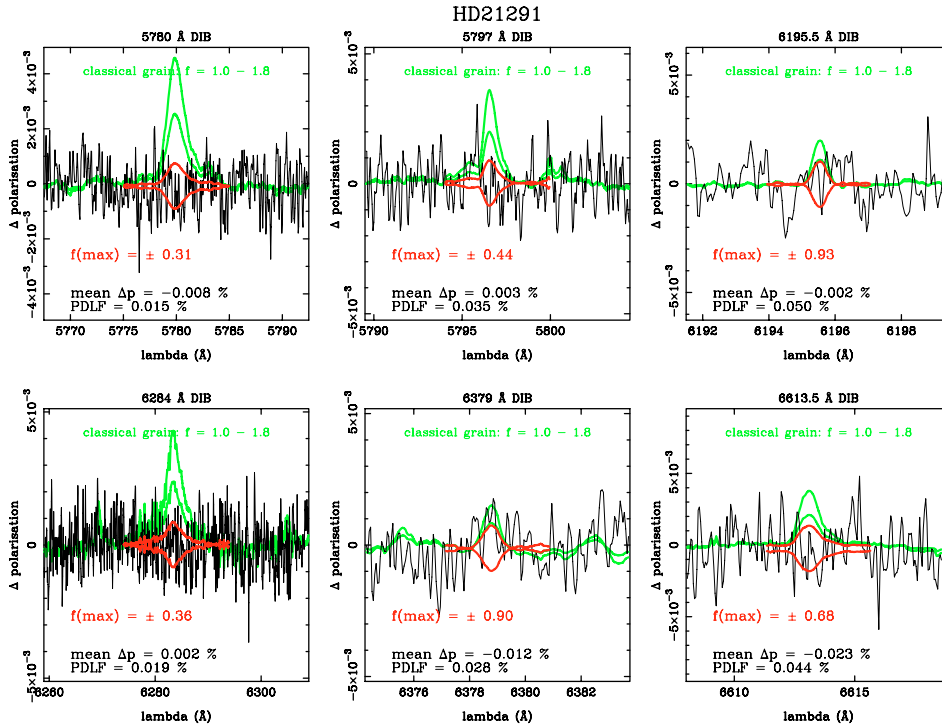 HD21291
5780 Å DIB
classical grain: f = 1.0 − 1.8
f(max) = ± 0.31
mean Δp = −0.008 %
PDLF = 0.015 %
Δ polarisation
4×10⁻³
2×10⁻³
0
−2×10⁻³
−4×10⁻³
5770 5775 5780 5785 5790
lambda (Å)
5797 Å DIB
classical grain: f = 1.0 − 1.8
f(max) = ± 0.44
mean Δp = 0.003 %
PDLF = 0.035 %
Δ polarisation
5×10⁻³
0
−5×10⁻³
5790 5795 5800
lambda (Å)
6195.5 Å DIB
classical grain: f = 1.0 − 1.8
f(max) = ± 0.93
mean Δp = −0.002 %
PDLF = 0.050 %
Δ polarisation
5×10⁻³
0
−5×10⁻³
6192 6194 6196 6198
lambda (Å)
6284 Å DIB
classical grain: f = 1.0 − 1.8
f(max) = ± 0.36
mean Δp = 0.002 %
PDLF = 0.019 %
Δ polarisation
5×10⁻³
0
−5×10⁻³
6260 6280 6300
lambda (Å)
6379 Å DIB
classical grain: f = 1.0 − 1.8
f(max) = ± 0.90
mean Δp = −0.012 %
PDLF = 0.028 %
Δ polarisation
5×10⁻³
0
−5×10⁻³
6376 6378 6380 6382
lambda (Å)
6613.5 Å DIB
classical grain: f = 1.0 − 1.8
f(max) = ± 0.68
mean Δp = −0.023 %
PDLF = 0.044 %
Δ polarisation
5×10⁻³
0
−5×10⁻³
6610 6615
lambda (Å)